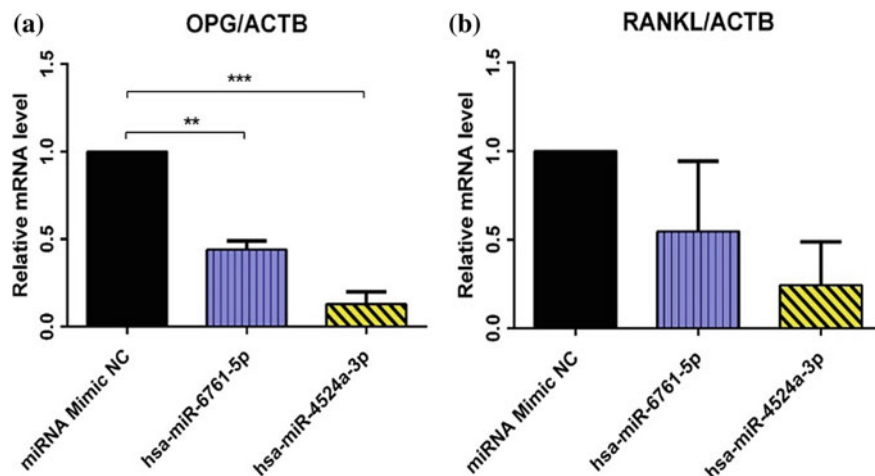 (a)
OPG/ACTB
Relative mRNA level
1.5
1.0
0.5
0.0
***
**
miRNA Mimic NC
hsa-miR-6761-5p
hsa-miR-4524a-3p
(b)
RANKL/ACTB
Relative mRNA level
1.5
1.0
0.5
0.0
miRNA Mimic NC
hsa-miR-6761-5p
hsa-miR-4524a-3p